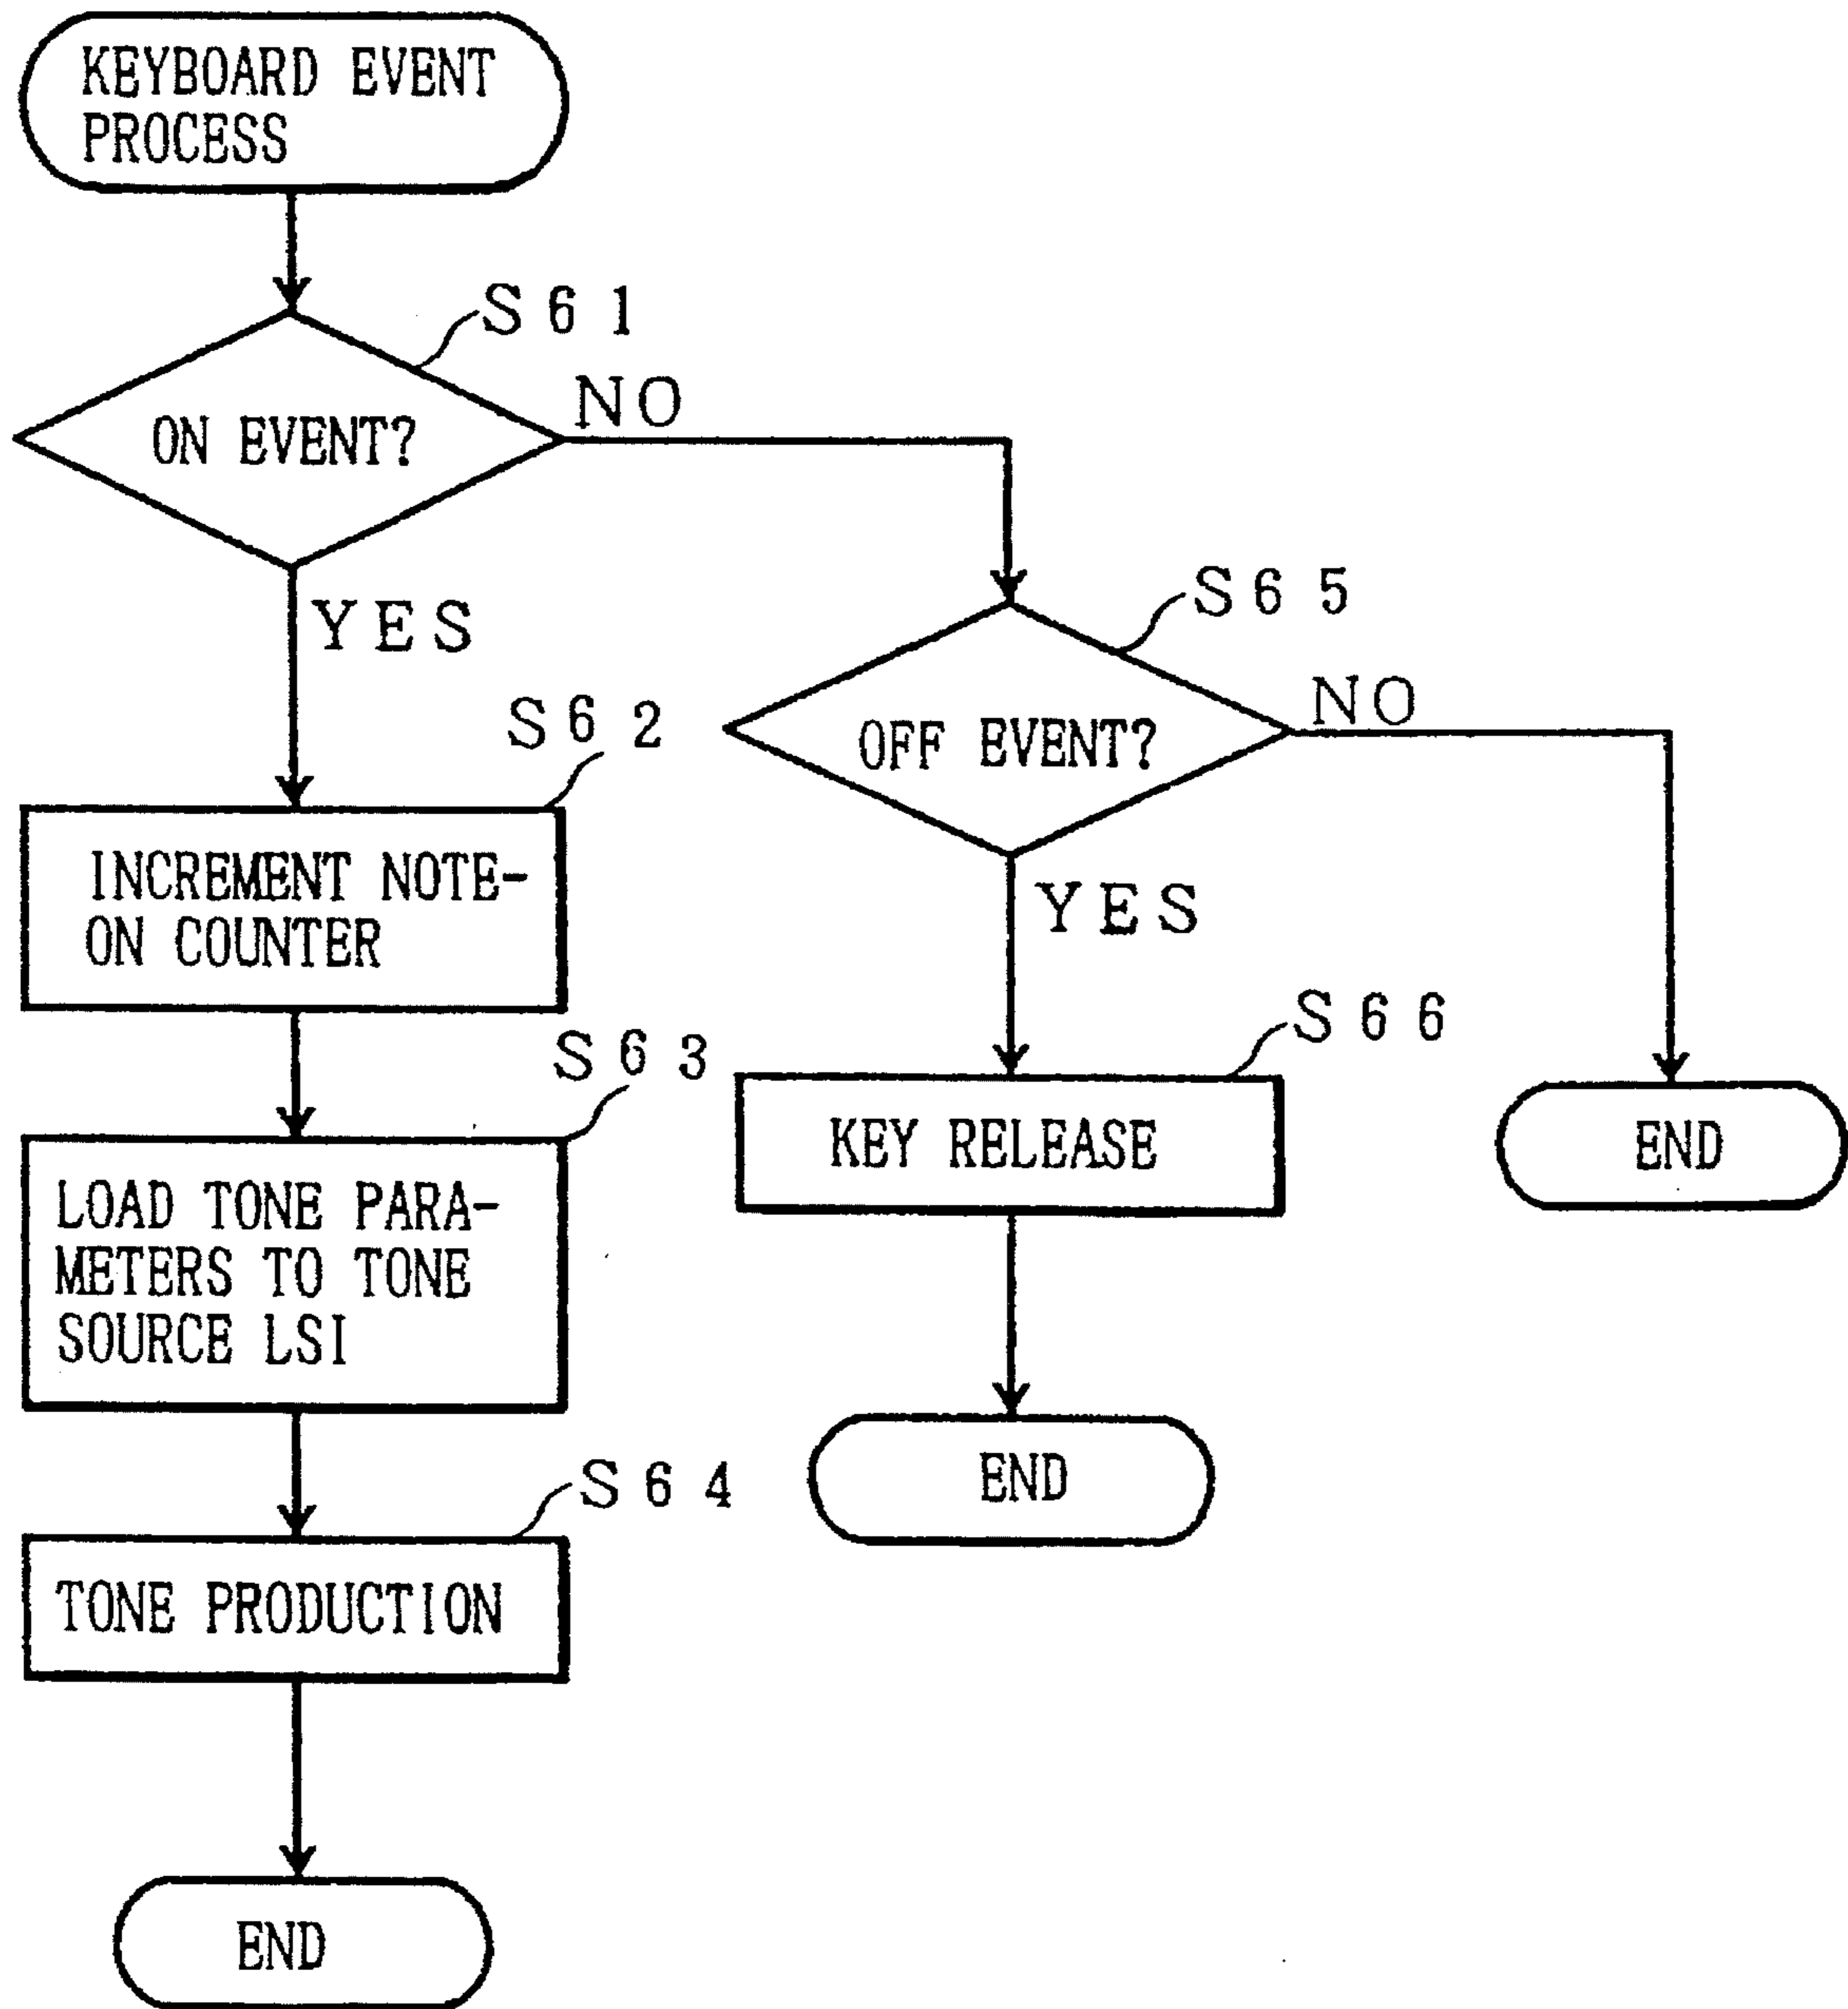 KEYBOARD EVENT
PROCESS
S61
ON EVENT?
NO
YES
S62
INCREMENT NOTE-
ON COUNTER
S63
LOAD TONE PARA-
METERS TO TONE
SOURCE LSI
S64
TONE PRODUCTION
END
S65
OFF EVENT?
NO
YES
S66
KEY RELEASE
END
END